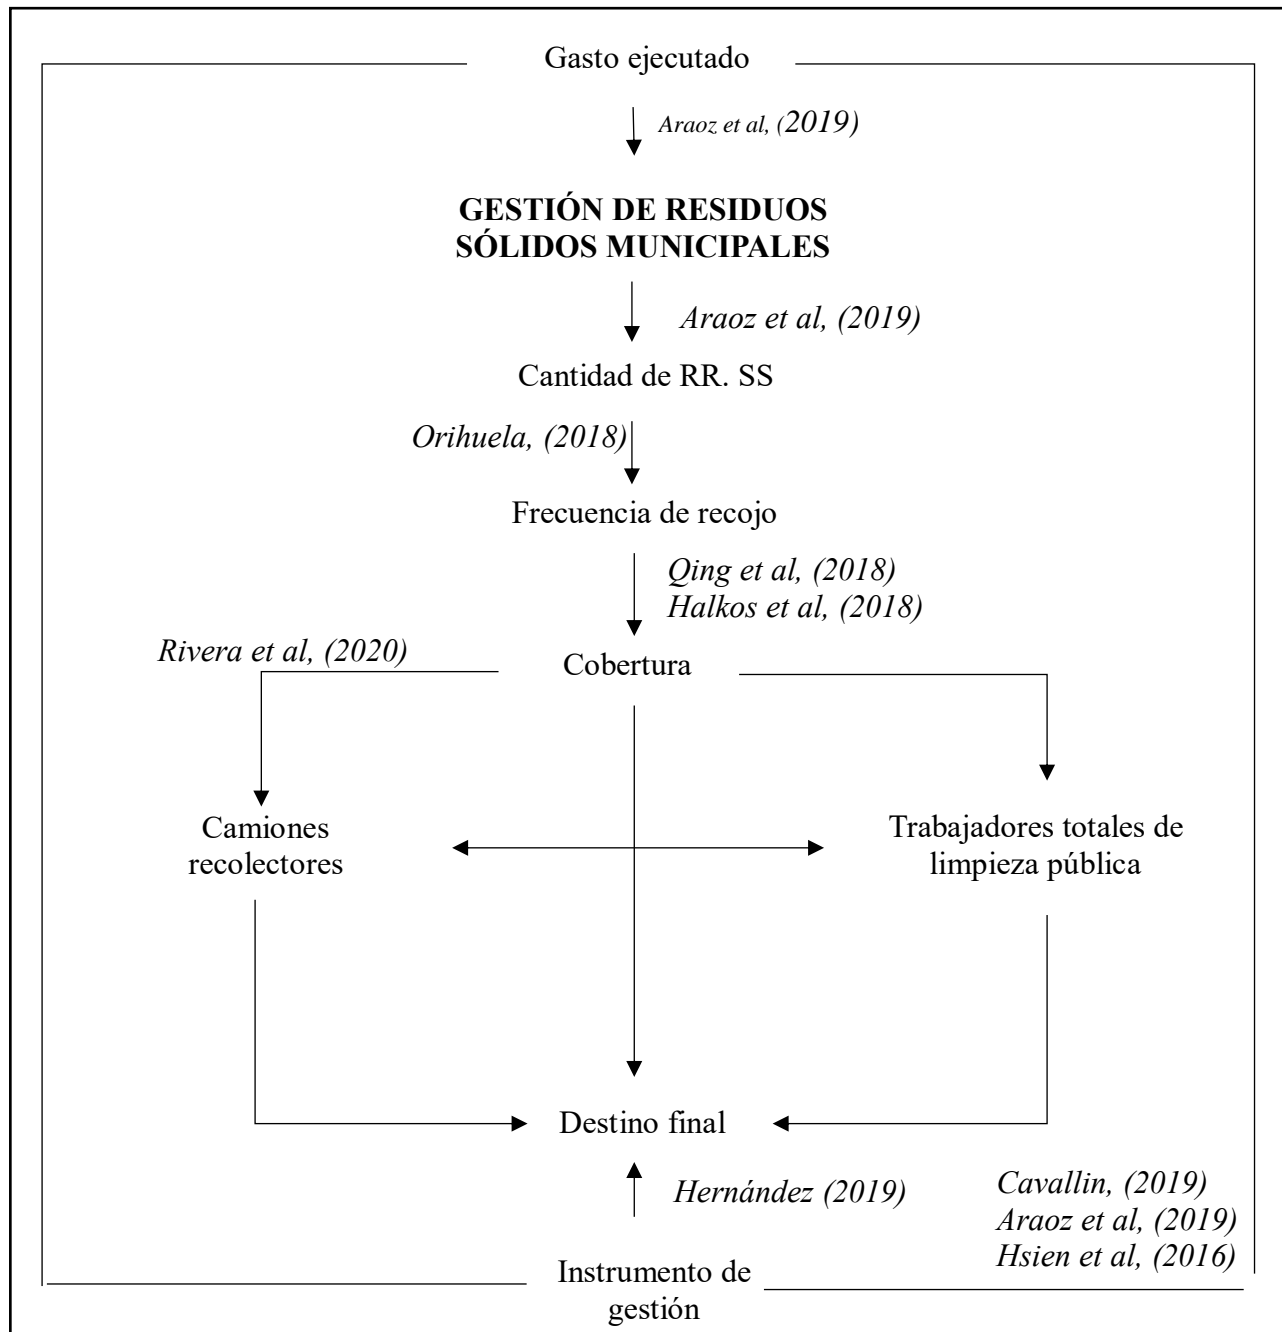 Gasto ejecutado
Araoz et al, (2019)
GESTIÓN DE RESIDUOS
SÓLIDOS MUNICIPALES
Araoz et al, (2019)
Cantidad de RR. SS
Orihuela, (2018)
Frecuencia de recojo
Qing et al, (2018)
Halkos et al, (2018)
Rivera et al, (2020)
Cobertura
Camiones
recolectores
Trabajadores totales de
limpieza pública
Destino final
Hernández (2019)
Cavallin, (2019)
Araoz et al, (2019)
Hsien et al, (2016)
Instrumento de
gestión